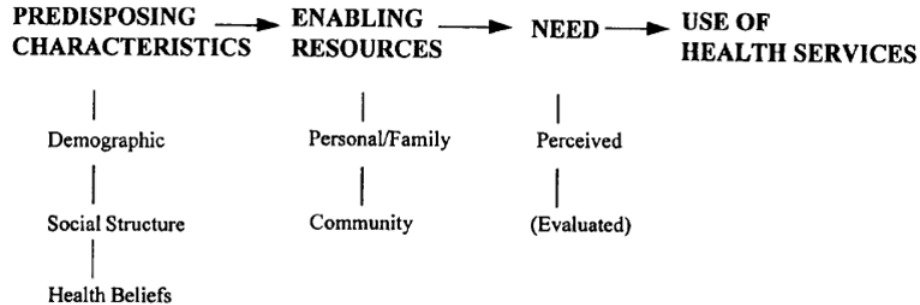 PREDISPOSING
CHARACTERISTICS
ENABLING
RESOURCES
NEED
USE OF
HEALTH SERVICES
Demographic
Personal/Family
Perceived
Social Structure
Community
(Evaluated)
Health Beliefs